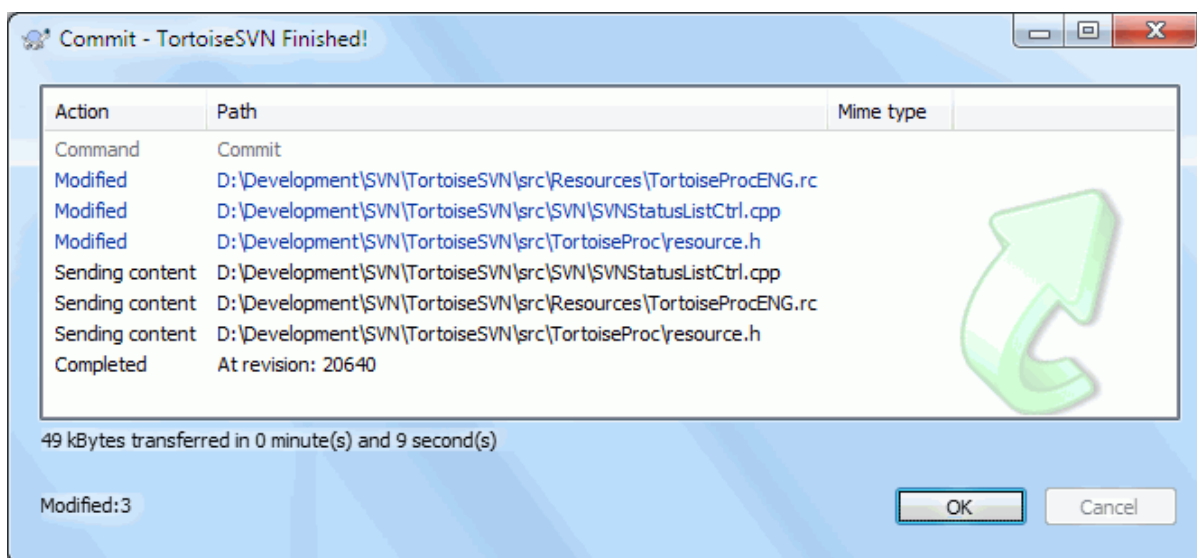 Commit - TortoiseSVN Finished!
Action Path Mime type
Command Commit
Modified D:\Development\SVN\TortoiseSVN\src\Resources\TortoiseProcENG.rc
Modified D:\Development\SVN\TortoiseSVN\src\SVN\SVNStatusListCtrl.cpp
Modified D:\Development\SVN\TortoiseSVN\src\TortoiseProc\resource.h
Sending content D:\Development\SVN\TortoiseSVN\src\SVN\SVNStatusListCtrl.cpp
Sending content D:\Development\SVN\TortoiseSVN\src\Resources\TortoiseProcENG.rc
Sending content D:\Development\SVN\TortoiseSVN\src\TortoiseProc\resource.h
Completed At revision: 20640
49 kBytes transferred in 0 minute(s) and 9 second(s)
Modified:3 OK Cancel